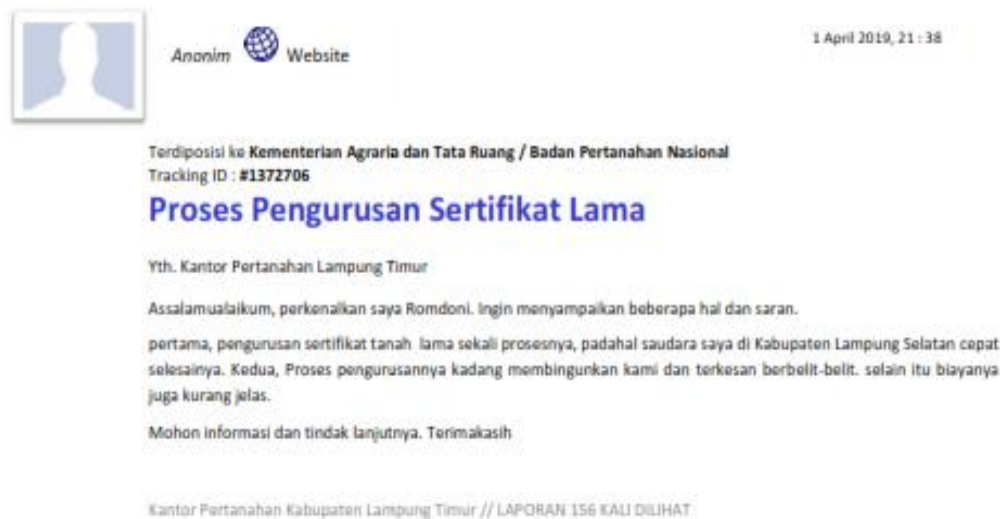 Anonim Website
1 April 2019, 21 : 38
Terdiposisi ke Kementerian Agraria dan Tata Ruang / Badan Pertanahan Nasional
Tracking ID : #1372706
Proses Pengurusan Sertifikat Lama
Yth. Kantor Pertanahan Lampung Timur
Assalamualaikum, perkenalkan saya Romdoni. Ingin menyampaikan beberapa hal dan saran.
pertama, pengurusan sertifikat tanah lama sekali prosesnya, padahal saudara saya di Kabupaten Lampung Selatan cepat
selesainya. Kedua, Proses pengurusannya kadang membingunkan kami dan terkesan berbelit-belit. selain itu biayanya
juga kurang jelas.
Mohon informasi dan tindak lanjutnya. Terimakasih
Kantor Pertanahan Kabupaten Lampung Timur // LAPORAN 156 KALI DILIHAT